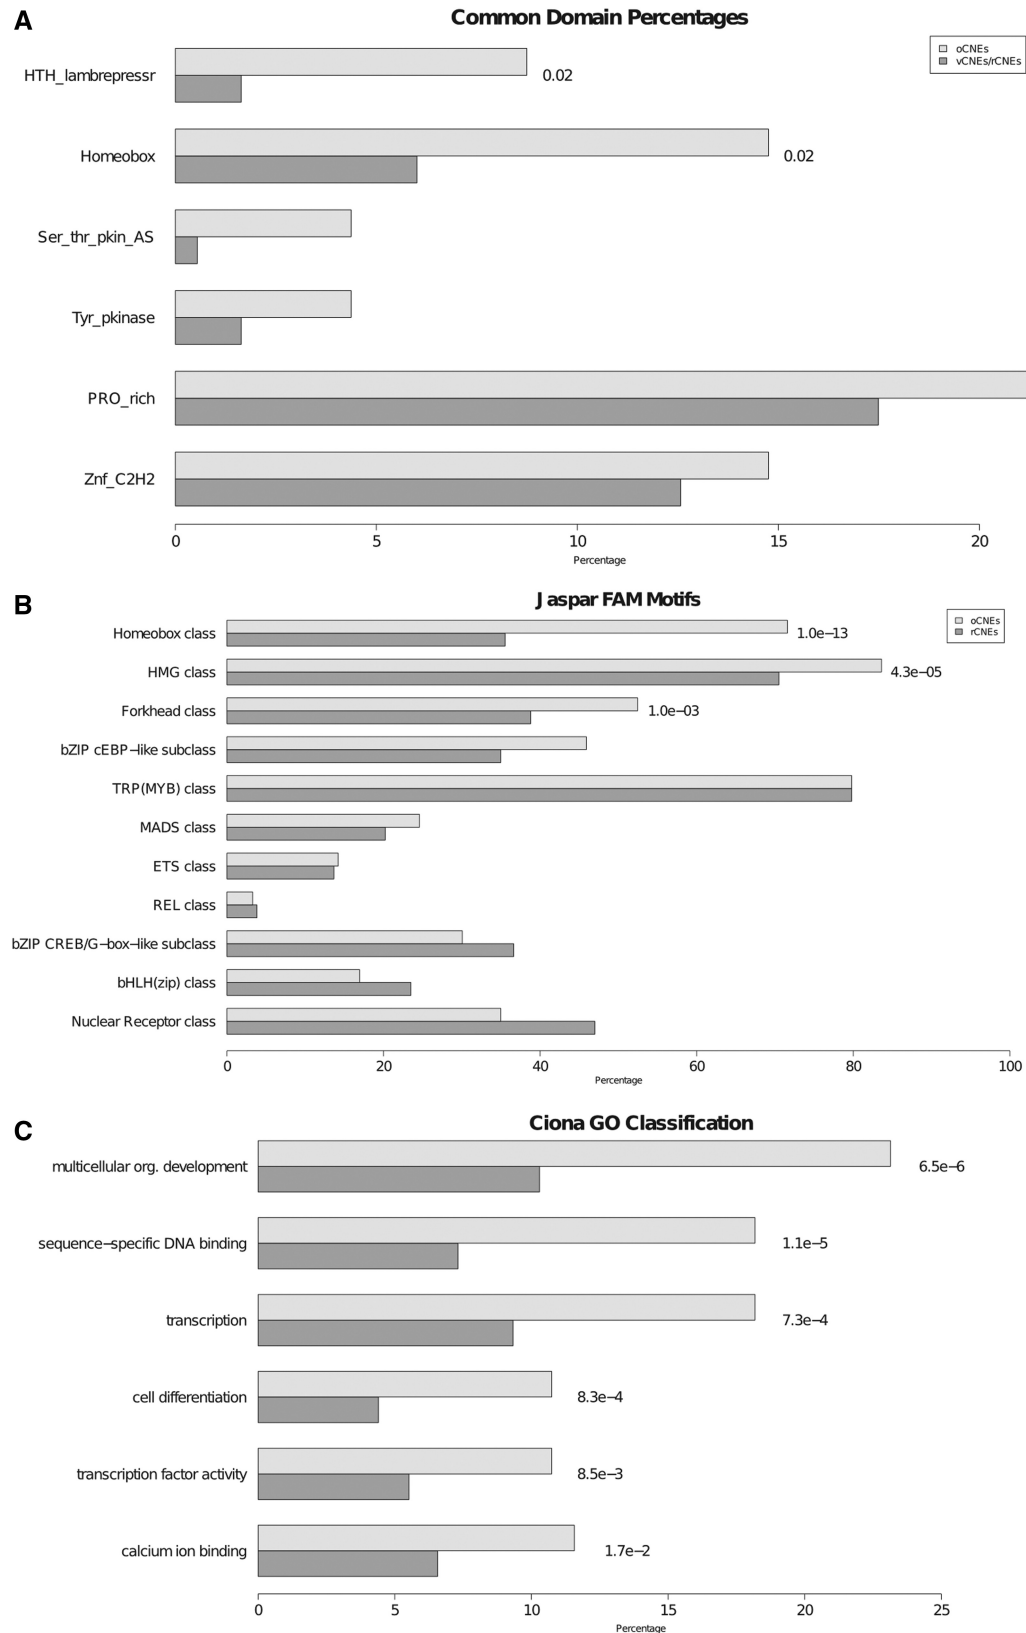 A
Common Domain Percentages
oCNEs
vCNEs/rCNEs
HTH_lambrepressr
0.02
Homeobox
0.02
Ser_thr_pkin_AS
Tyr_pkinase
PRO_rich
Znf_C2H2
0 5 10 15 20
Percentage
B
Jaspar FAM Motifs
oCNEs
rCNEs
Homeobox class
1.0e−13
HMG class
4.3e−05
Forkhead class
1.0e−03
bZIP cEBP−like subclass
TRP(MYB) class
MADS class
ETS class
REL class
bZIP CREB/G−box−like subclass
bHLH(zip) class
Nuclear Receptor class
0 20 40 60 80 100
Percentage
C
Ciona GO Classification
multicellular org. development
6.5e−6
sequence−specific DNA binding
1.1e−5
transcription
7.3e−4
cell differentiation
8.3e−4
transcription factor activity
8.5e−3
calcium ion binding
1.7e−2
0 5 10 15 20 25
Percentage